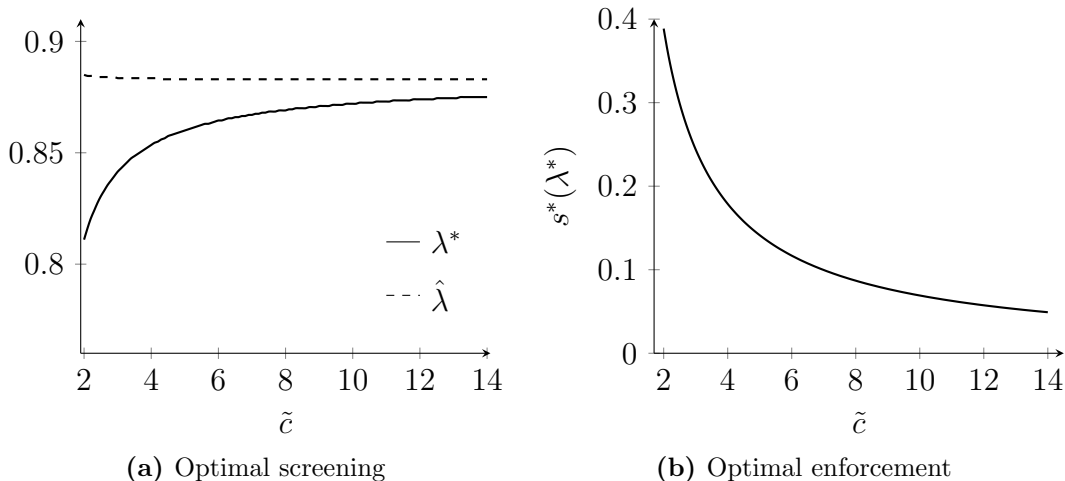 0.9
0.85
0.8
λ*
λ̂
2 4 6 8 10 12 14
c̃
(a) Optimal screening
0.4
0.3
0.2
0.1
0
s*(λ*)
2 4 6 8 10 12 14
c̃
(b) Optimal enforcement